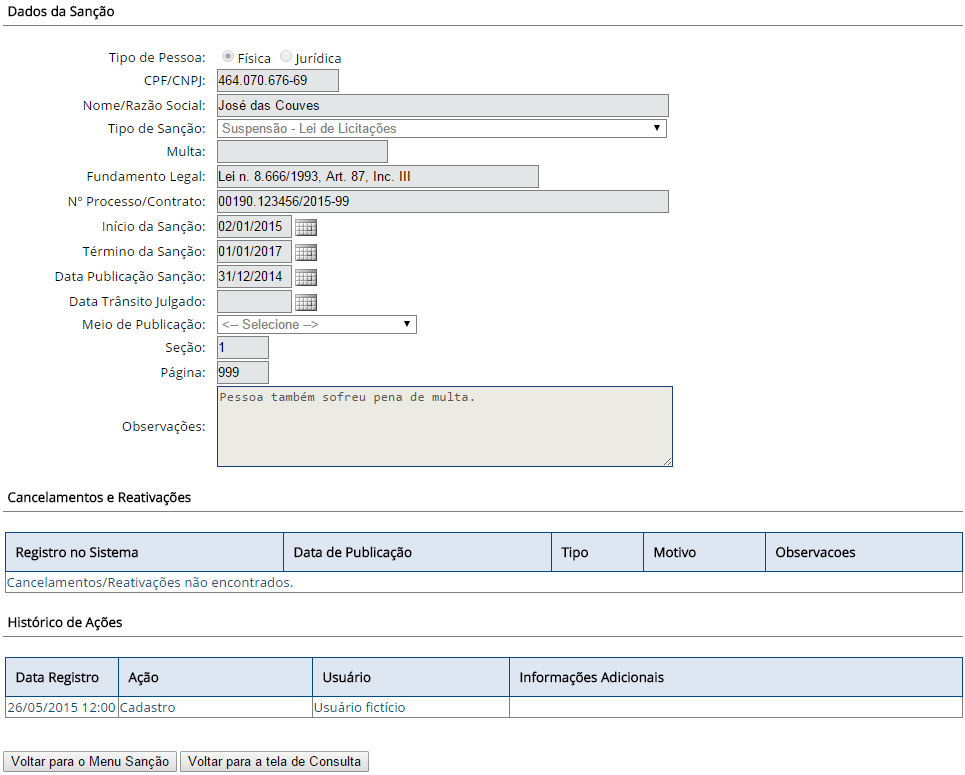 Dados da Sanção
Tipo de Pessoa: Física Jurídica
CPF/CNPJ: 464.070.676-69
Nome/Razão Social: José das Couves
Tipo de Sanção: Suspensão - Lei de Licitações
Multa:
Fundamento Legal: Lei n. 8.666/1993, Art. 87, Inc. III
Nº Processo/Contrato: 00190.123456/2015-99
Início da Sanção: 02/01/2015
Término da Sanção: 01/01/2017
Data Publicação Sanção: 31/12/2014
Data Trânsito Julgado:
Meio de Publicação: <-- Selecione -->
Seção: 1
Página: 999
Observações: Pessoa também sofreu pena de multa.
Cancelamentos e Reativações
Registro no Sistema Data de Publicação Tipo Motivo Observacoes
Cancelamentos/Reativações não encontrados.
Histórico de Ações
Data Registro Ação Usuário Informações Adicionais
26/05/2015 12:00 Cadastro Usuário fictício
Voltar para o Menu Sanção Voltar para a tela de Consulta